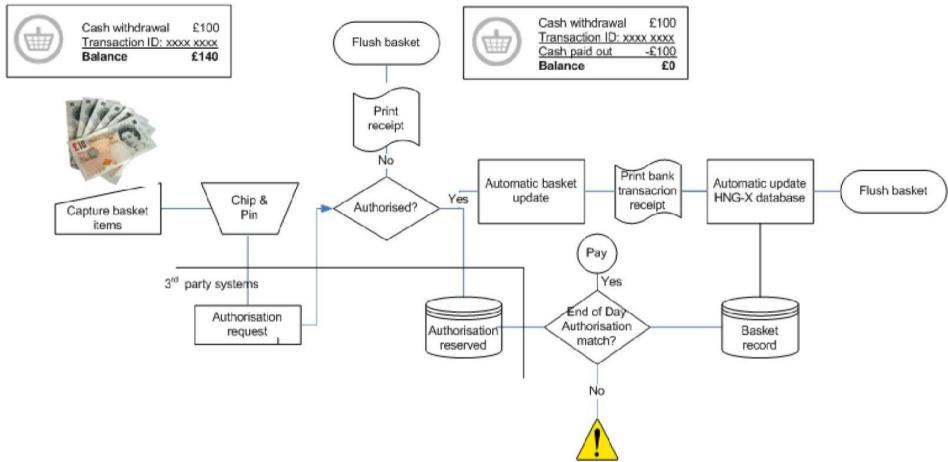 Cash withdrawal £100
Transaction ID: xxxx xxxx
Balance £140
Flush basket
Cash withdrawal £100
Transaction ID: xxxx xxxx
Cash paid out -£100
Balance £0
Print
receipt
£10
No
Capture basket
items
Chip &
Pin
Authorised?
Yes
Automatic basket
update
Print bank
transacrion
receipt
Automatic update
HNG-X database
Flush basket
3rd party systems
Authorisation
request
Authorisation
reserved
Pay
Yes
End of Day
Authorisation
match?
Basket
record
No
!